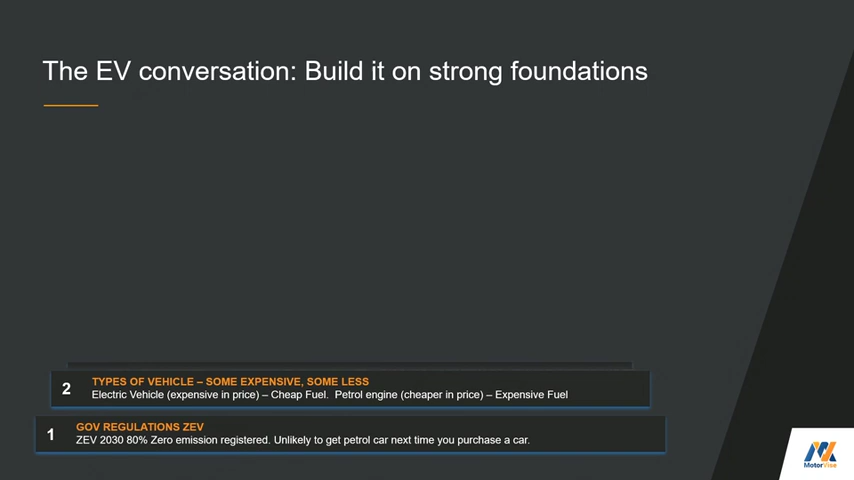 The EV conversation: Build it on strong foundations
2
TYPES OF VEHICLE – SOME EXPENSIVE, SOME LESS
Electric Vehicle (expensive in price) – Cheap Fuel.  Petrol engine (cheaper in price) – Expensive Fuel
1
GOV REGULATIONS ZEV
ZEV 2030 80% Zero emission registered. Unlikely to get petrol car next time you purchase a car.
MotorVise